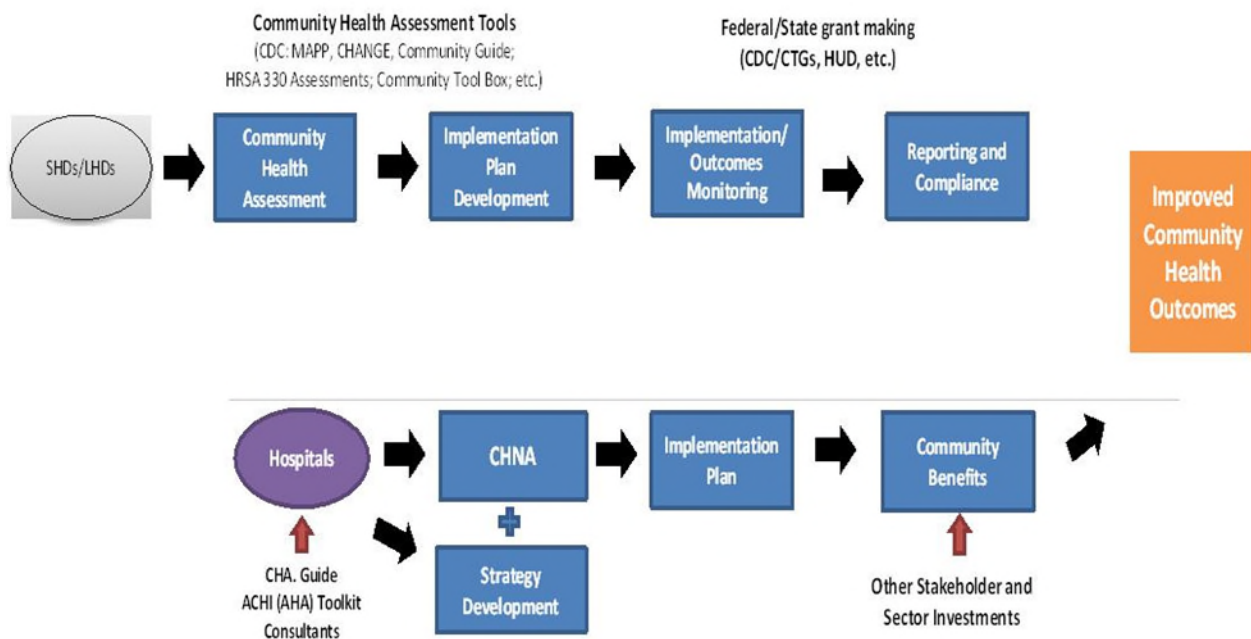 Community Health Assessment Tools
(CDC: MAPP, CHANGE, Community Guide;
HRSA 330 Assessments; Community Tool Box; etc.)
Federal/State grant making
(CDC/CTGs, HUD, etc.)
SHDs/LHDs
Community
Health
Assessment
Implementation
Plan
Development
Implementation/
Outcomes
Monitoring
Reporting and
Compliance
Improved
Community
Health
Outcomes
Hospitals
CHNA
Implementation
Plan
Community
Benefits
Strategy
Development
CHA. Guide
ACHI (AHA) Toolkit
Consultants
Other Stakeholder and
Sector Investments